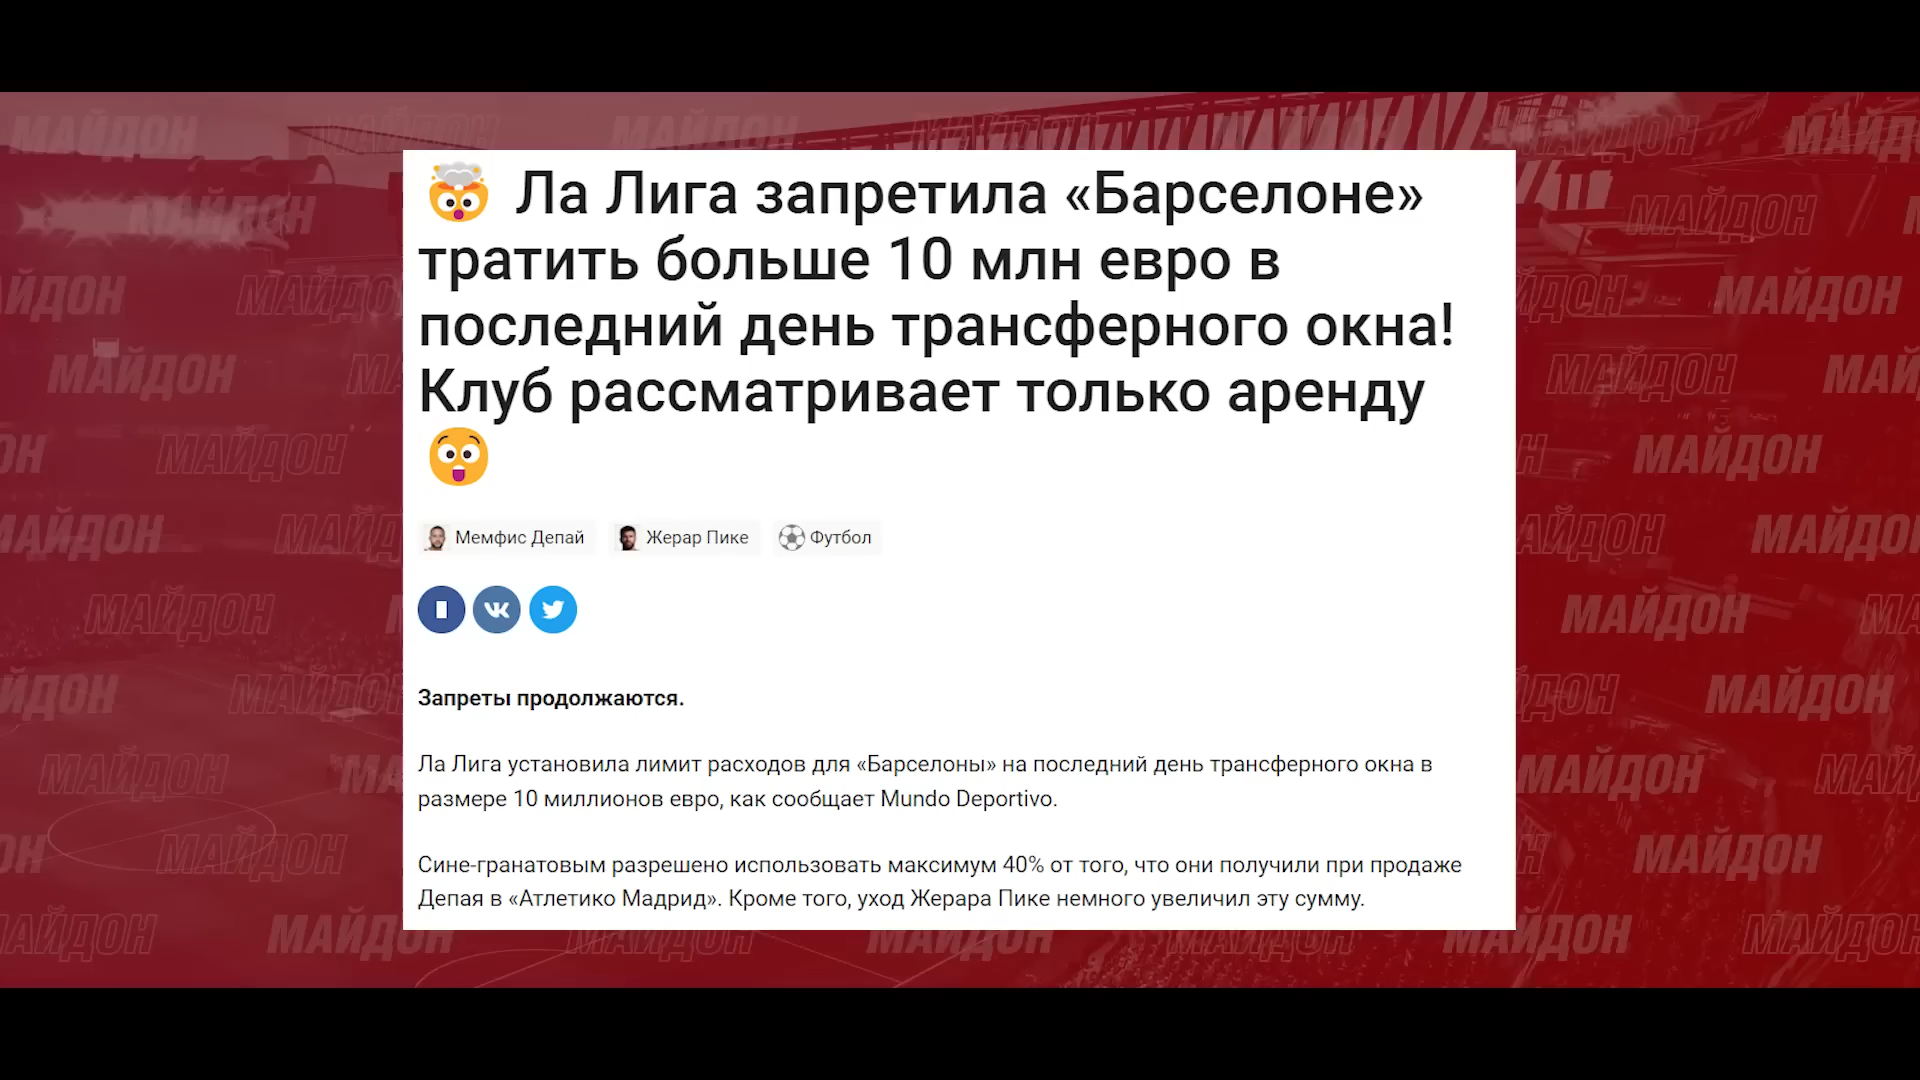 🤯 Ла Лига запретила «Барселоне»
тратить больше 10 млн евро в
последний день трансферного окна!
Клуб рассматривает только аренду
😲
Мемфис Депай Жерар Пике Футбол
Запреты продолжаются.
Ла Лига установила лимит расходов для «Барселоны» на последний день трансферного окна в
размере 10 миллионов евро, как сообщает Mundo Deportivo.
Сине-гранатовым разрешено использовать максимум 40% от того, что они получили при продаже
Депая в «Атлетико Мадрид». Кроме того, уход Жерара Пике немного увеличил эту сумму.
МАЙДОН